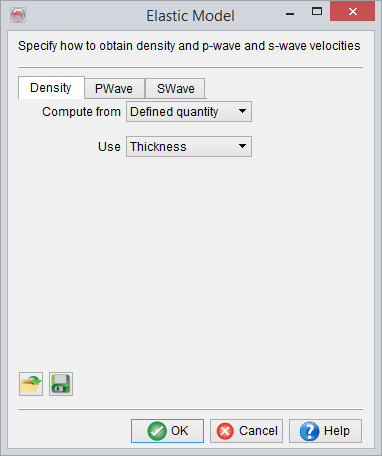 Elastic Model
Specify how to obtain density and p-wave and s-wave velocities
Density PWave SWave
Compute from Defined quantity
Use Thickness
OK Cancel Help